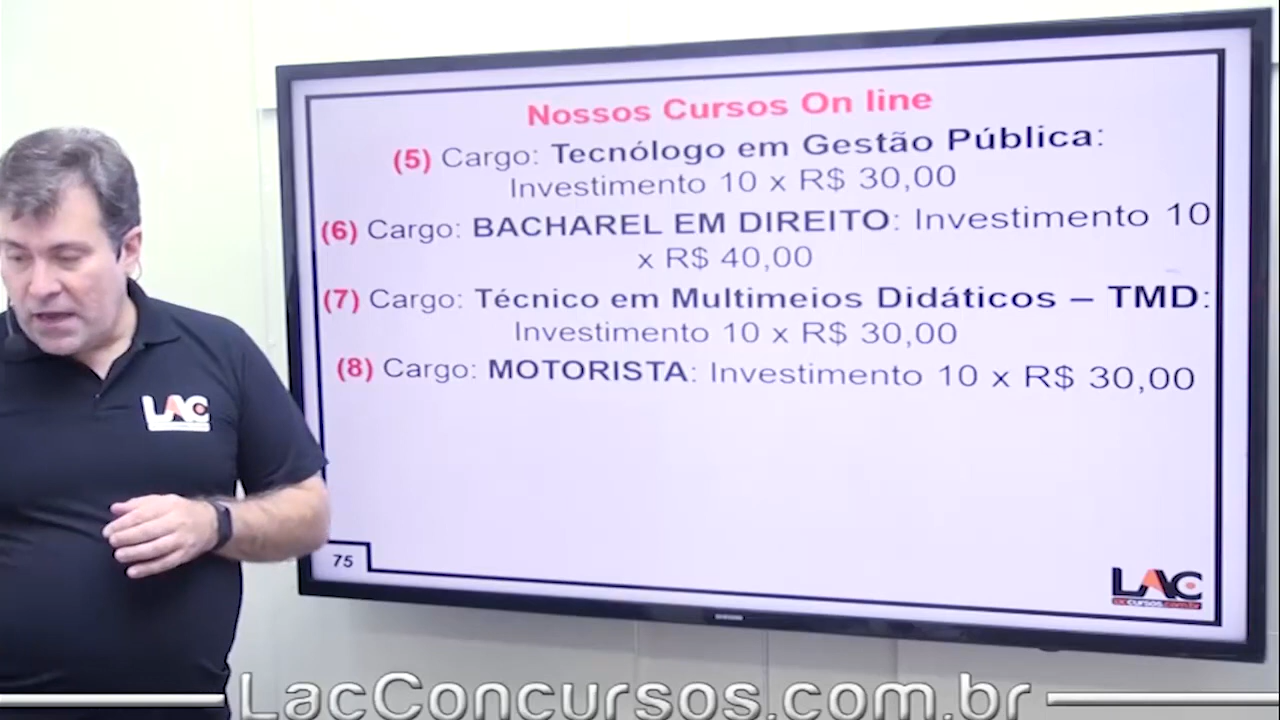 Nossos Cursos On line
(5) Cargo: Tecnólogo em Gestão Pública:
Investimento 10 x R$ 30,00
(6) Cargo: BACHAREL EM DIREITO: Investimento 10
x R$ 40,00
(7) Cargo: Técnico em Multimeios Didáticos – TMD:
Investimento 10 x R$ 30,00
(8) Cargo: MOTORISTA: Investimento 10 x R$ 30,00
LAC
75
LAC
LacConcursos.com.br